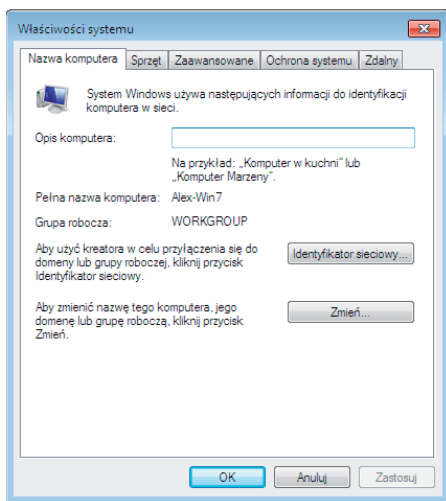 Właściwości systemu
Nazwa komputera Sprzęt Zaawansowane Ochrona systemu Zdalny
System Windows używa następujących informacji do identyfikacji
komputera w sieci.
Opis komputera:
Na przykład: „Komputer w kuchni" lub
„Komputer Marzeny".
Pełna nazwa komputera: Alex-Win7
Grupa robocza: WORKGROUP
Aby użyć kreatora w celu przyłączenia się do
domeny lub grupy roboczej, kliknij przycisk
Identyfikator sieciowy.
Identyfikator sieciowy...
Aby zmienić nazwę tego komputera, jego
domenę lub grupę roboczą, kliknij przycisk
Zmień.
Zmień...
OK Anuluj Zastosuj